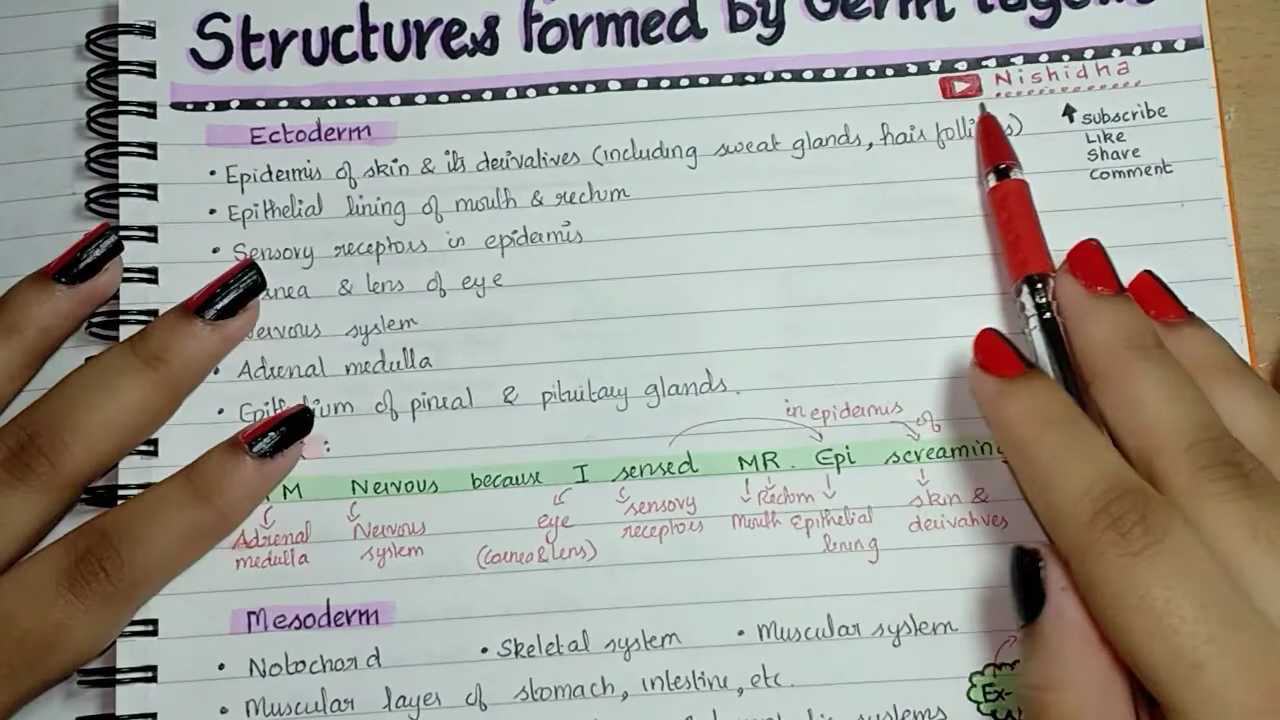 Structures formed by Germ layers
Nishidha
subscribe
Like
Share
Comment
Ectoderm
• Epidermis of skin & its derivatives (including sweat glands, hair
• Epithelial lining of mouth & rectum
• Sensory receptors in epidermis
& lens of eye
Nervous system
• Adrenal medulla
• Epithelium of pineal & pituitary glands.
in epidermis of
M Nervous because I sensed MR. Epi screaming
Adrenal medulla
Nervous system
eye (cornea & lens)
sensory receptors
Mouth
Rectum
Epithelial lining
skin & derivatives
Mesoderm
• Notochord • Skeletal system • Muscular system
• Muscular layer of stomach, intestine, etc.
systems
Ex-